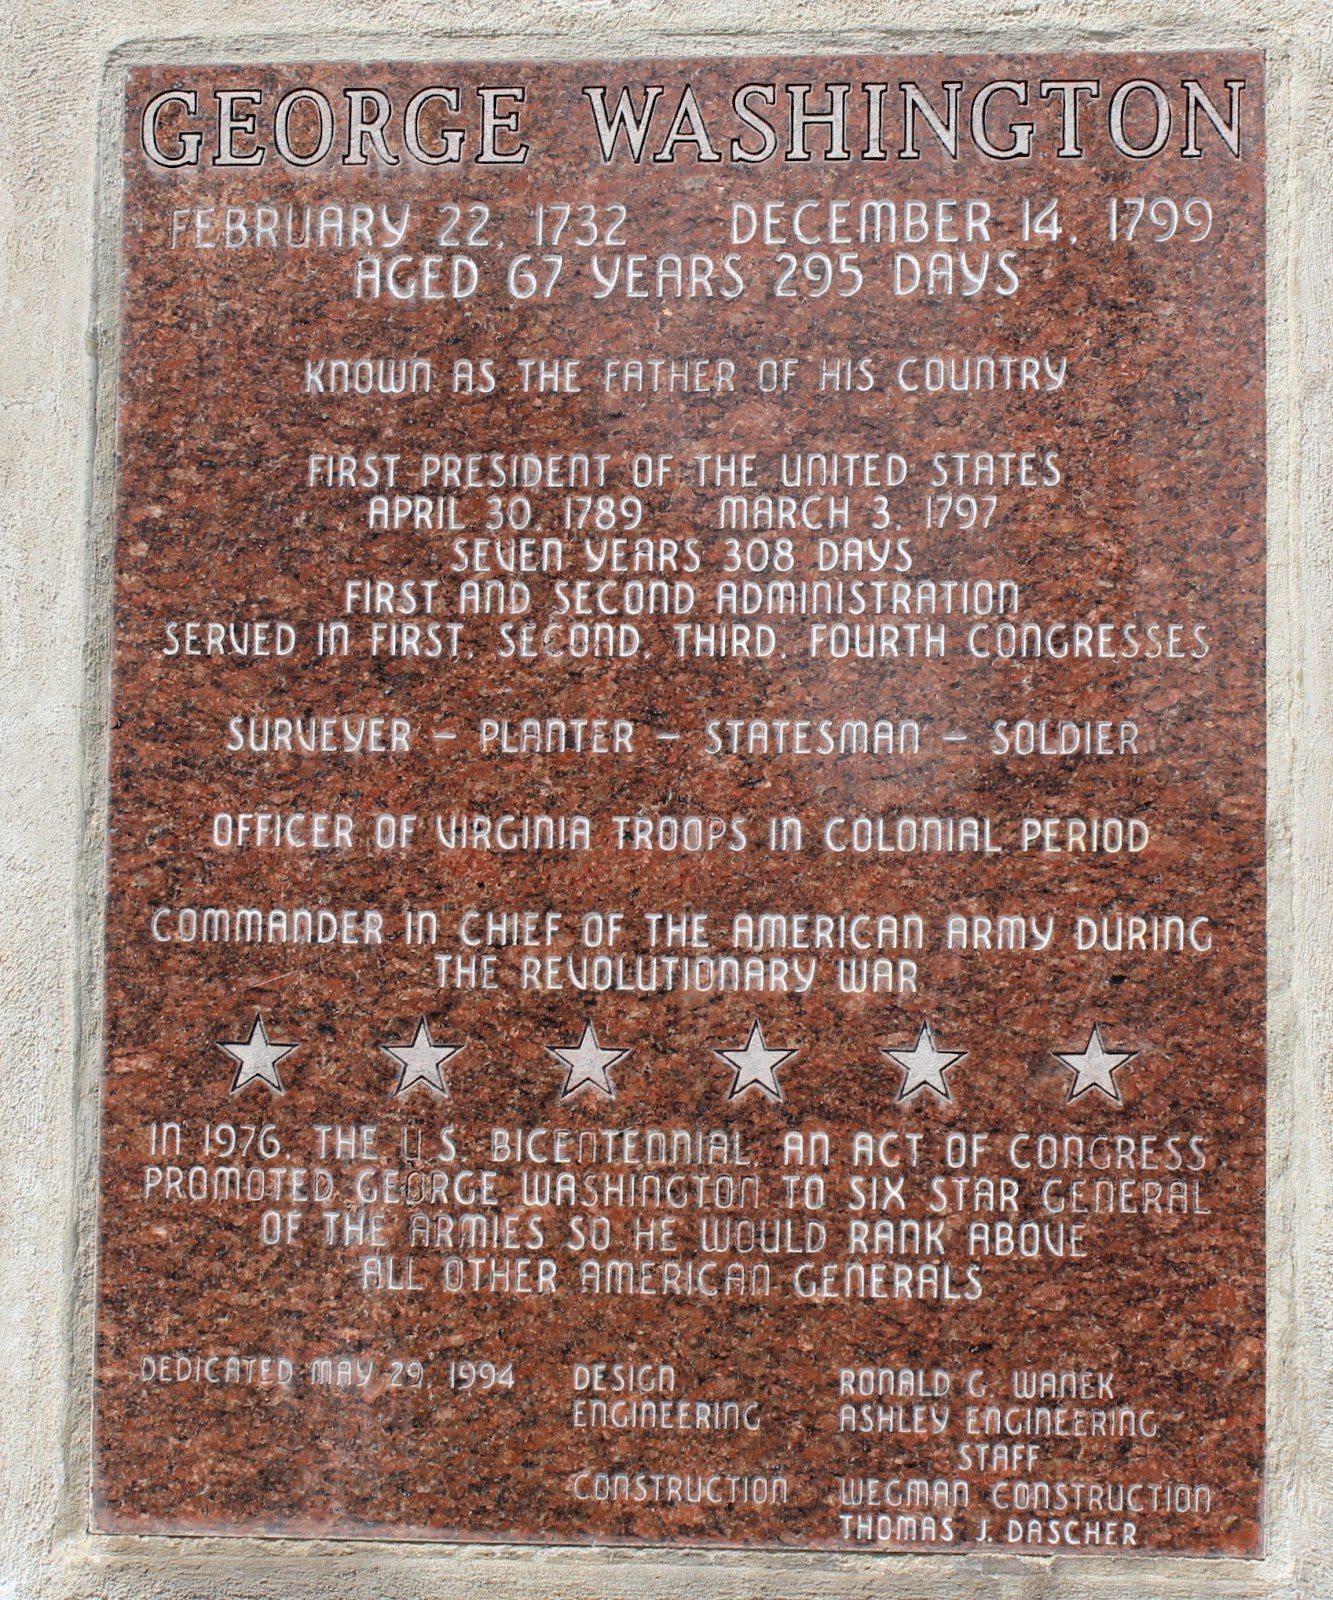 GEORGE WASHINGTON
FEBRUARY 22, 1732 DECEMBER 14, 1799
AGED 67 YEARS 295 DAYS
KNOWN AS THE FATHER OF HIS COUNTRY
FIRST PRESIDENT OF THE UNITED STATES
APRIL 30, 1789 MARCH 3, 1797
SEVEN YEARS 308 DAYS
FIRST AND SECOND ADMINISTRATION
SERVED IN FIRST, SECOND, THIRD, FOURTH CONGRESSES
SURVEYER – PLANTER – STATESMAN – SOLDIER
OFFICER OF VIRGINIA TROOPS IN COLONIAL PERIOD
COMMANDER IN CHIEF OF THE AMERICAN ARMY DURING
THE REVOLUTIONARY WAR
IN 1976, THE U.S. BICENTENNIAL, AN ACT OF CONGRESS
PROMOTED GEORGE WASHINGTON TO SIX STAR GENERAL
OF THE ARMIES SO HE WOULD RANK ABOVE
ALL OTHER AMERICAN GENERALS
DEDICATED MAY 29, 1994 DESIGN RONALD G. WANEK
ENGINEERING ASHLEY ENGINEERING
STAFF
CONSTRUCTION WEGMAN CONSTRUCTION
THOMAS J. DASCHER